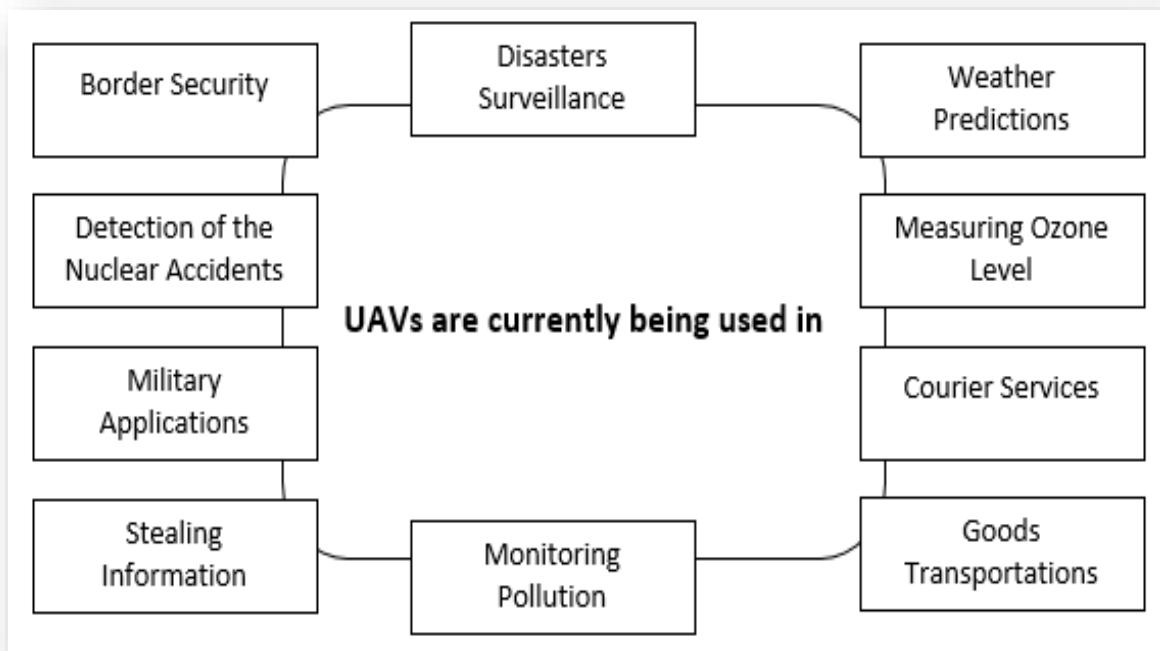 Border Security
Disasters
Surveillance
Weather
Predictions
Detection of the
Nuclear Accidents
Measuring Ozone
Level
UAVs are currently being used in
Military
Applications
Courier Services
Stealing
Information
Monitoring
Pollution
Goods
Transportations